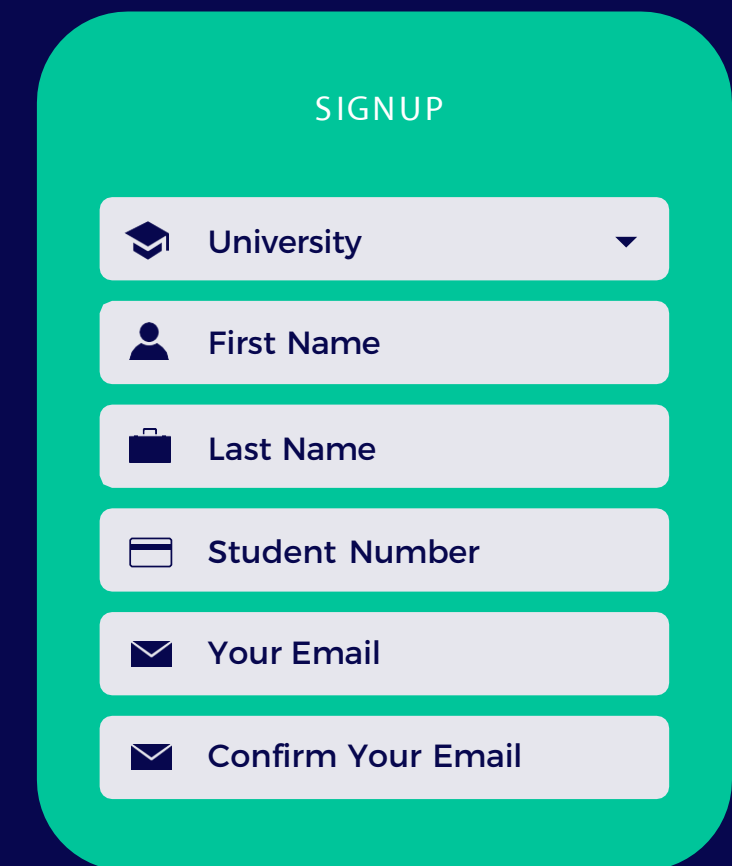 SIGNUP
University
First Name
Last Name
Student Number
Your Email
Confirm Your Email